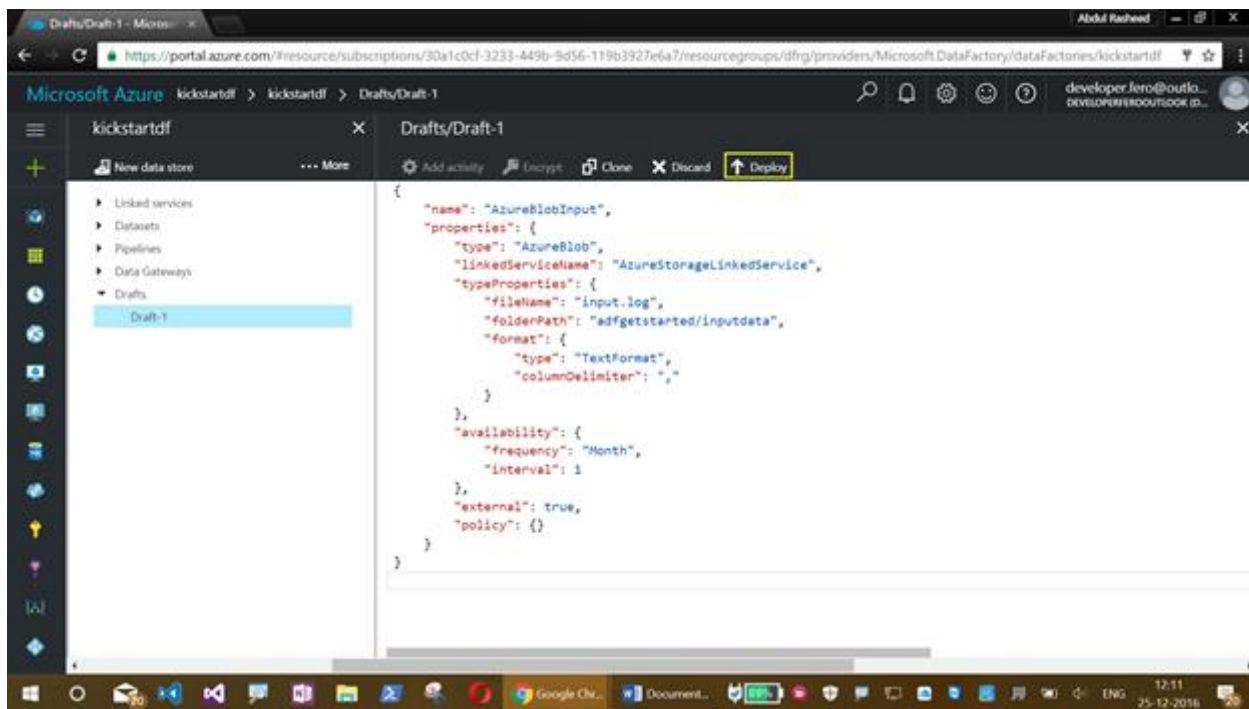 Drafts/Draft-1 - Micros
Abdul Rasheed
https://portal.azure.com/#resource/subscriptions/30a1c0cf-3233-449b-9d56-119b3927e6a7/resourcegroups/dfrg/providers/Microsoft.DataFactory/dataFactories/kickstartdf
Microsoft Azure kickstartdf > kickstartdf > Drafts/Draft-1
developer.fero@outlo...
DEVELOPERFEROOUTLOOK (D...
kickstartdf
Drafts/Draft-1
New data store
... More
Add activity
Encrypt
Clone
Discard
Deploy
Linked services
Datasets
Pipelines
Data Gateways
Drafts
Draft-1
{
"name": "AzureBlobInput",
"properties": {
"type": "AzureBlob",
"linkedServiceName": "AzureStorageLinkedService",
"typeProperties": {
"fileName": "input.log",
"folderPath": "adfgetstarted/inputdata",
"format": {
"type": "TextFormat",
"columnDelimiter": ","
}
},
"availability": {
"frequency": "Month",
"interval": 1
},
"external": true,
"policy": {}
}
}
Google Chr...
Document...
ENG
12:11
25-12-2016